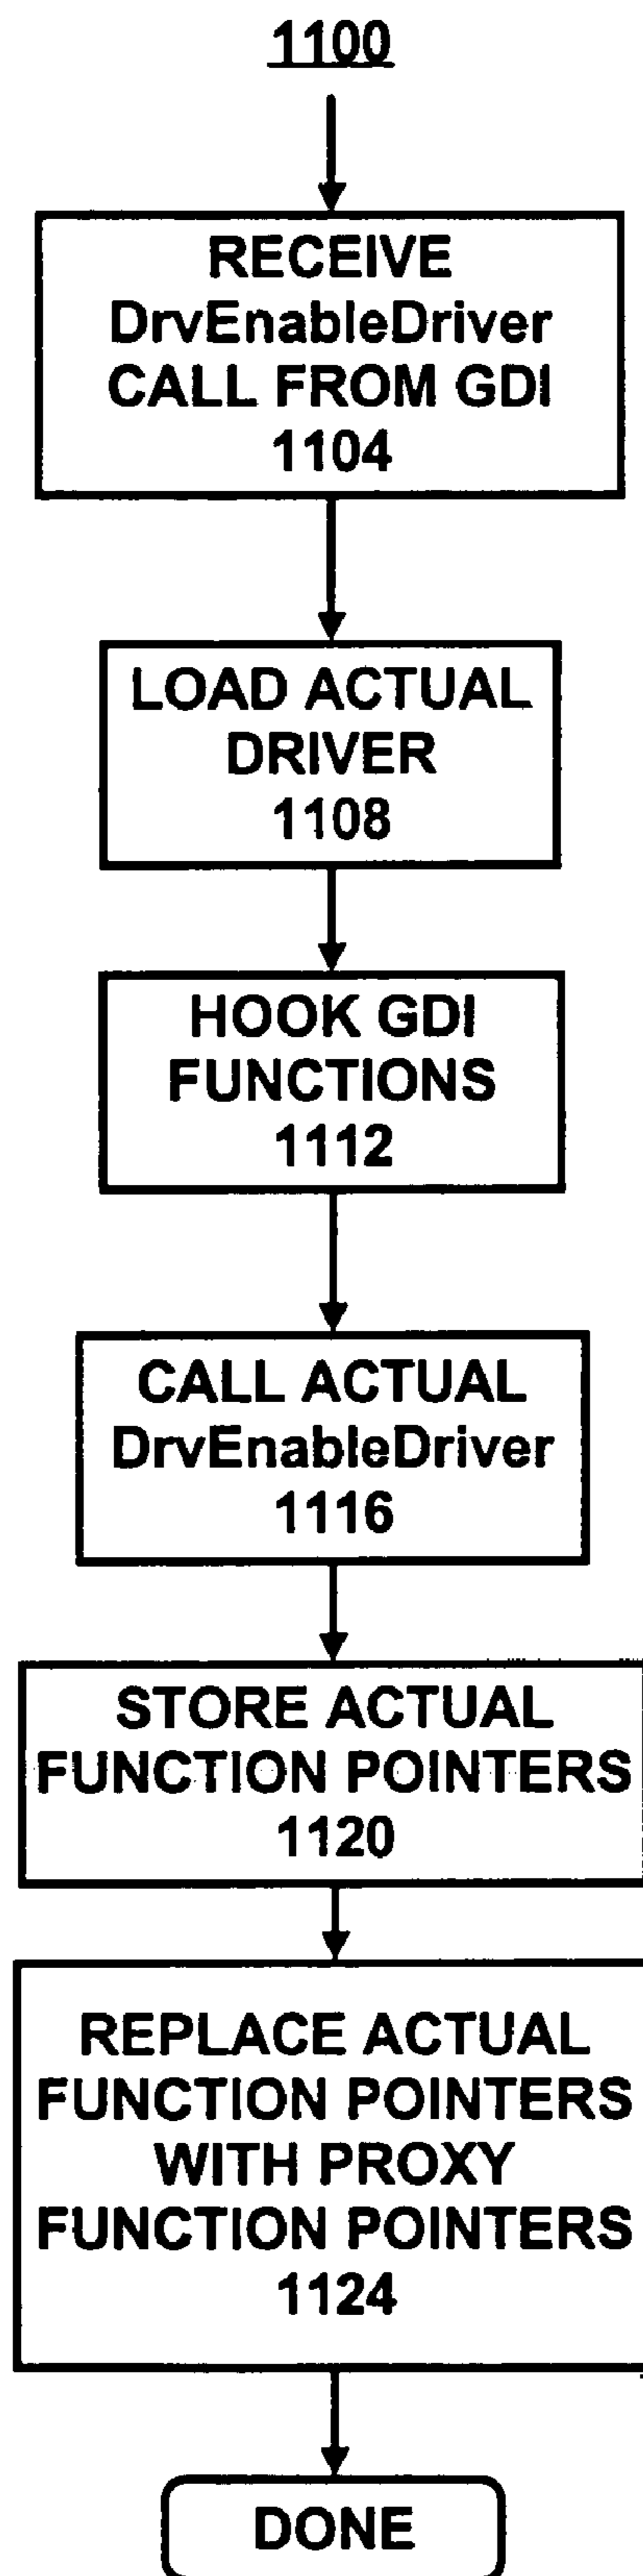 1100
RECEIVE
DrvEnableDriver
CALL FROM GDI
1104
LOAD ACTUAL
DRIVER
1108
HOOK GDI
FUNCTIONS
1112
CALL ACTUAL
DrvEnableDriver
1116
STORE ACTUAL
FUNCTION POINTERS
1120
REPLACE ACTUAL
FUNCTION POINTERS
WITH PROXY
FUNCTION POINTERS
1124
DONE